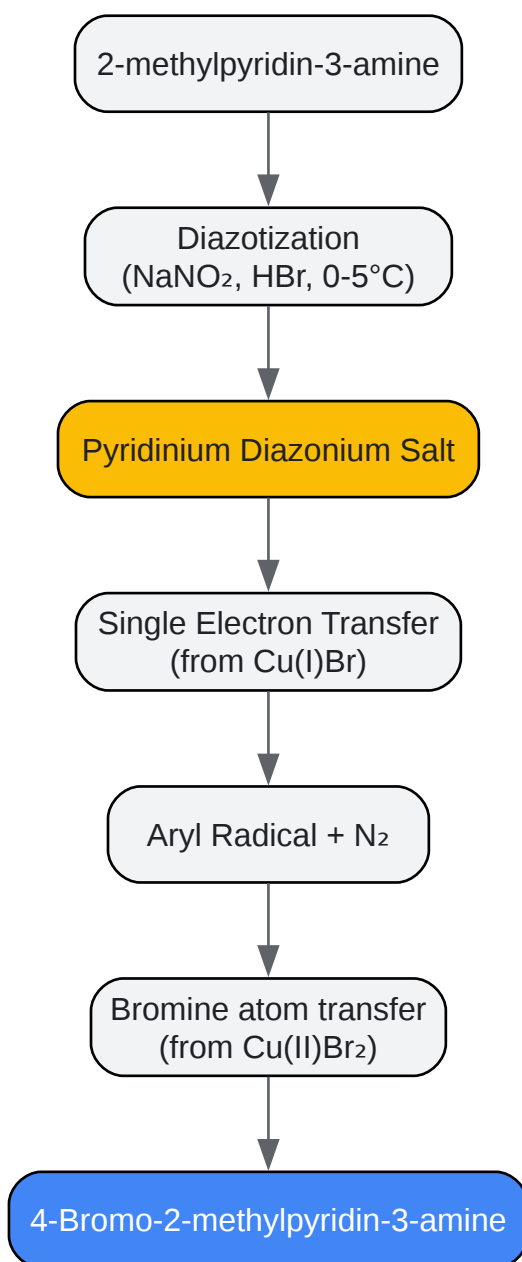 2-methylpyridin-3-amine
Diazotization
(NaNO₂, HBr, 0-5°C)
Pyridinium Diazonium Salt
Single Electron Transfer
(from Cu(I)Br)
Aryl Radical + N₂
Bromine atom transfer
(from Cu(II)Br₂)
4-Bromo-2-methylpyridin-3-amine